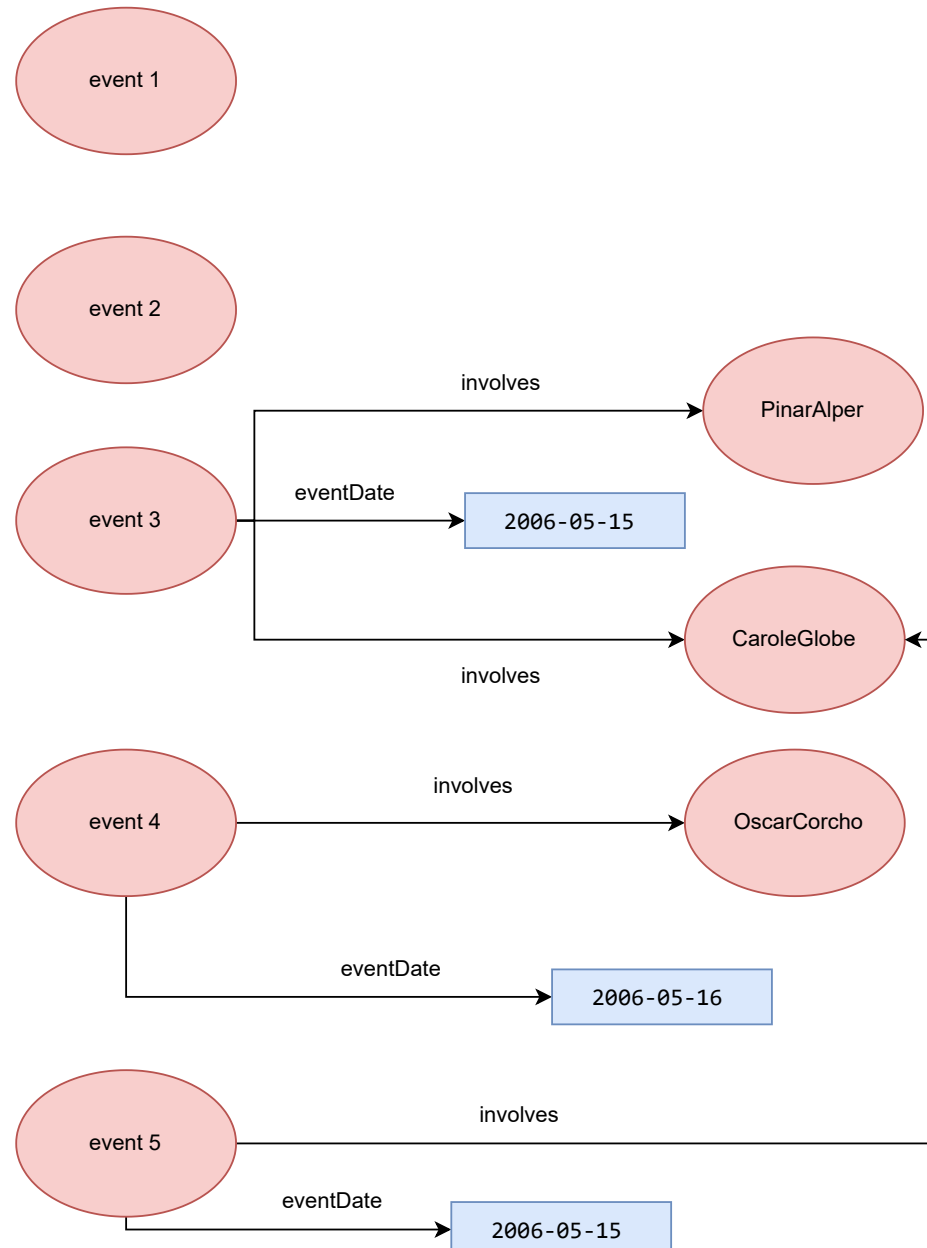 event 1
event 2
involves
PinarAlper
eventDate
event 3
2006-05-15
CaroleGlobe
involves
involves
event 4
OscarCorcho
eventDate
2006-05-16
involves
event 5
eventDate
2006-05-15